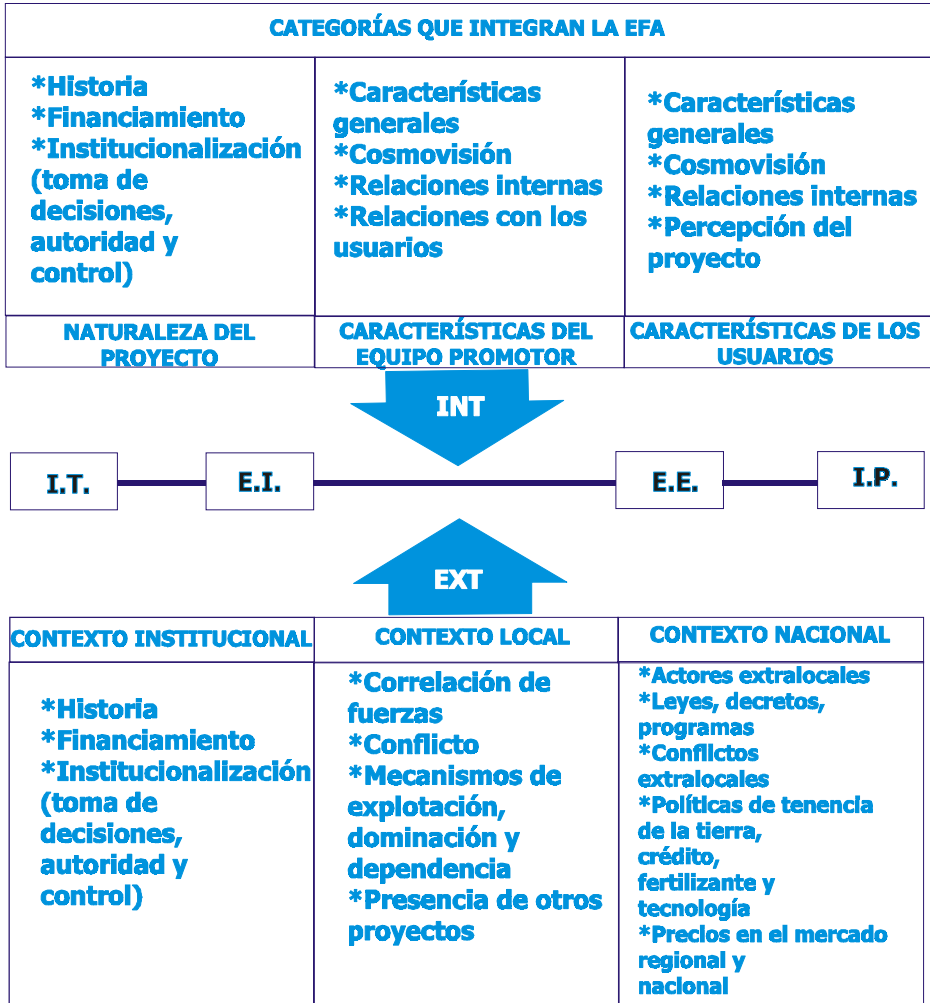 CATEGORÍAS QUE INTEGRAN LA EFA
*Historia
*Financiamiento
*Institucionalización
(toma de
decisiones,
autoridad y
control)
*Características
generales
*Cosmovisión
*Relaciones internas
*Relaciones con los
usuarios
*Características
generales
*Cosmovisión
*Relaciones internas
*Percepción del
proyecto
NATURALEZA DEL
PROYECTO
CARACTERÍSTICAS DEL
EQUIPO PROMOTOR
CARACTERÍSTICAS DE LOS
USUARIOS
INT
I.T.
E.I.
E.E.
I.P.
EXT
CONTEXTO INSTITUCIONAL
CONTEXTO LOCAL
CONTEXTO NACIONAL
*Historia
*Financiamiento
*Institucionalización
(toma de
decisiones,
autoridad y
control)
*Correlación de
fuerzas
*Conflicto
*Mecanismos de
explotación,
dominación y
dependencia
*Presencia de otros
proyectos
*Actores extralocales
*Leyes, decretos,
programas
*Conflictos
extralocales
*Políticas de tenencia
de la tierra,
crédito,
fertilizante y
tecnología
*Precios en el mercado
regional y
nacional